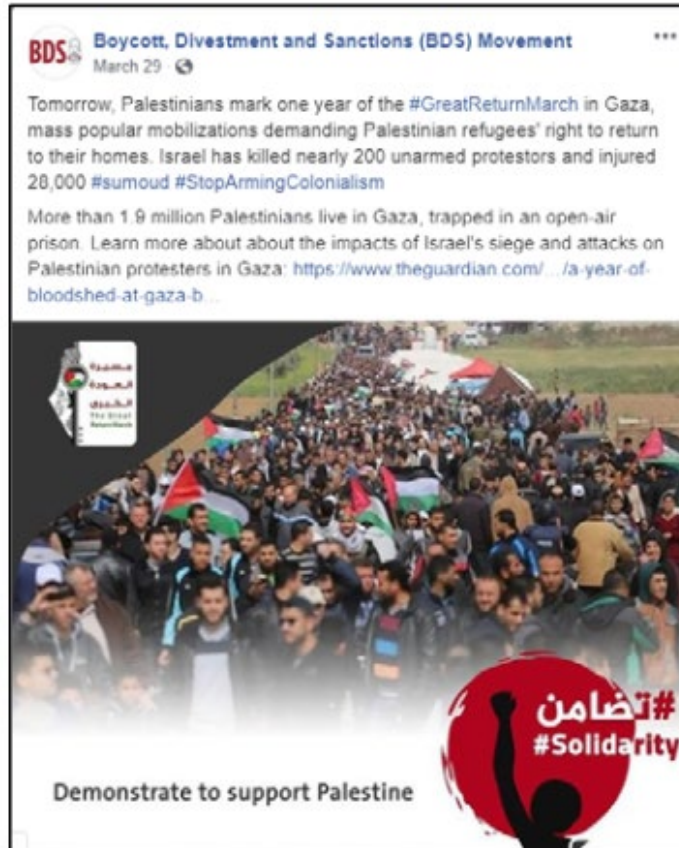 BDS
Boycott, Divestment and Sanctions (BDS) Movement
March 29
Tomorrow, Palestinians mark one year of the #GreatReturnMarch in Gaza,
mass popular mobilizations demanding Palestinian refugees' right to return
to their homes. Israel has killed nearly 200 unarmed protestors and injured
28,000 #sumoud #StopArmingColonialism
More than 1.9 million Palestinians live in Gaza, trapped in an open-air
prison. Learn more about about the impacts of Israel's siege and attacks on
Palestinian protesters in Gaza: https://www.theguardian.com/.../a-year-of-
bloodshed-at-gaza-b...
مسيرة
العودة
الكبرى
The Great
Return March
#تضامن
#Solidarity
Demonstrate to support Palestine